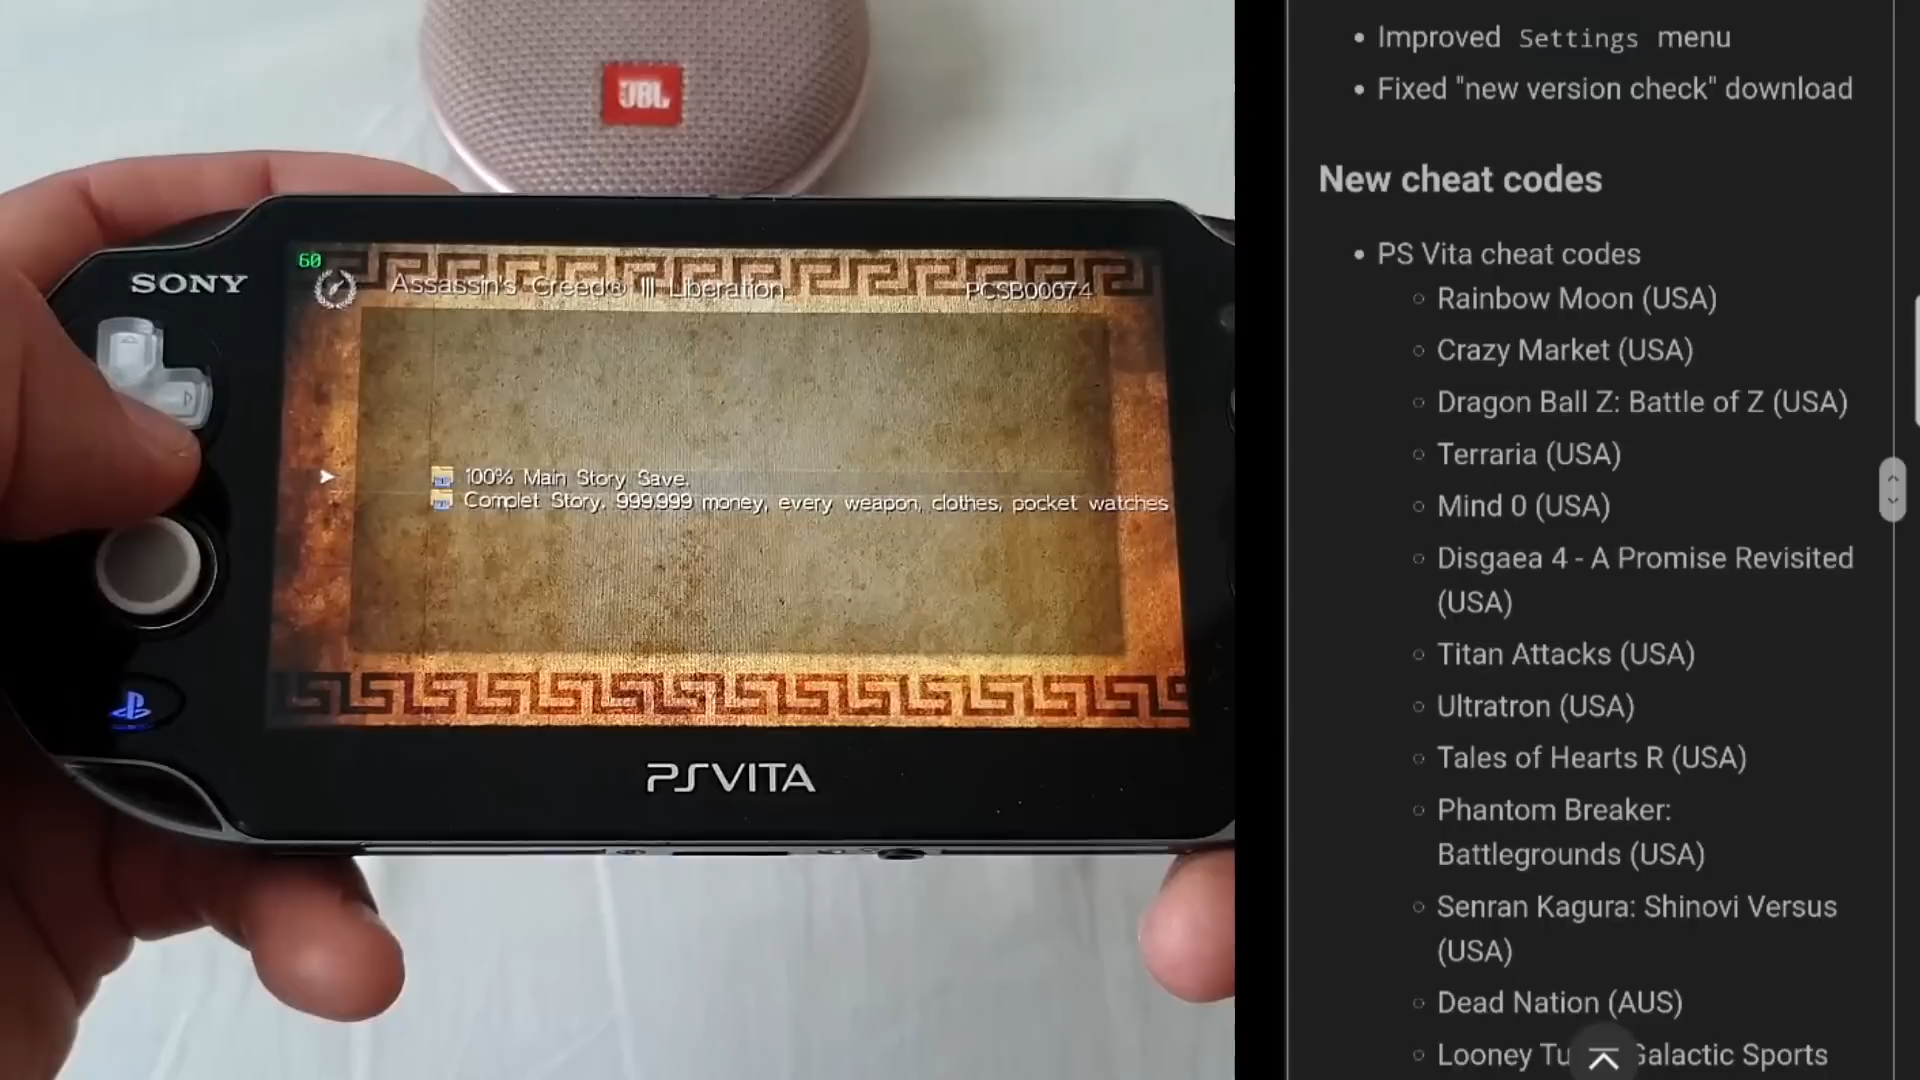 JBL
SONY
60
Assassin's Creed® III Liberation
PCSB00074
100% Main Story Save.
Complet Story, 999.999 money, every weapon, clothes, pocket watches
PSVITA
Improved Settings menu
Fixed "new version check" download
New cheat codes
PS Vita cheat codes
Rainbow Moon (USA)
Crazy Market (USA)
Dragon Ball Z: Battle of Z (USA)
Terraria (USA)
Mind 0 (USA)
Disgaea 4 - A Promise Revisited
(USA)
Titan Attacks (USA)
Ultratron (USA)
Tales of Hearts R (USA)
Phantom Breaker:
Battlegrounds (USA)
Senran Kagura: Shinovi Versus
(USA)
Dead Nation (AUS)
Looney Galactic Sports